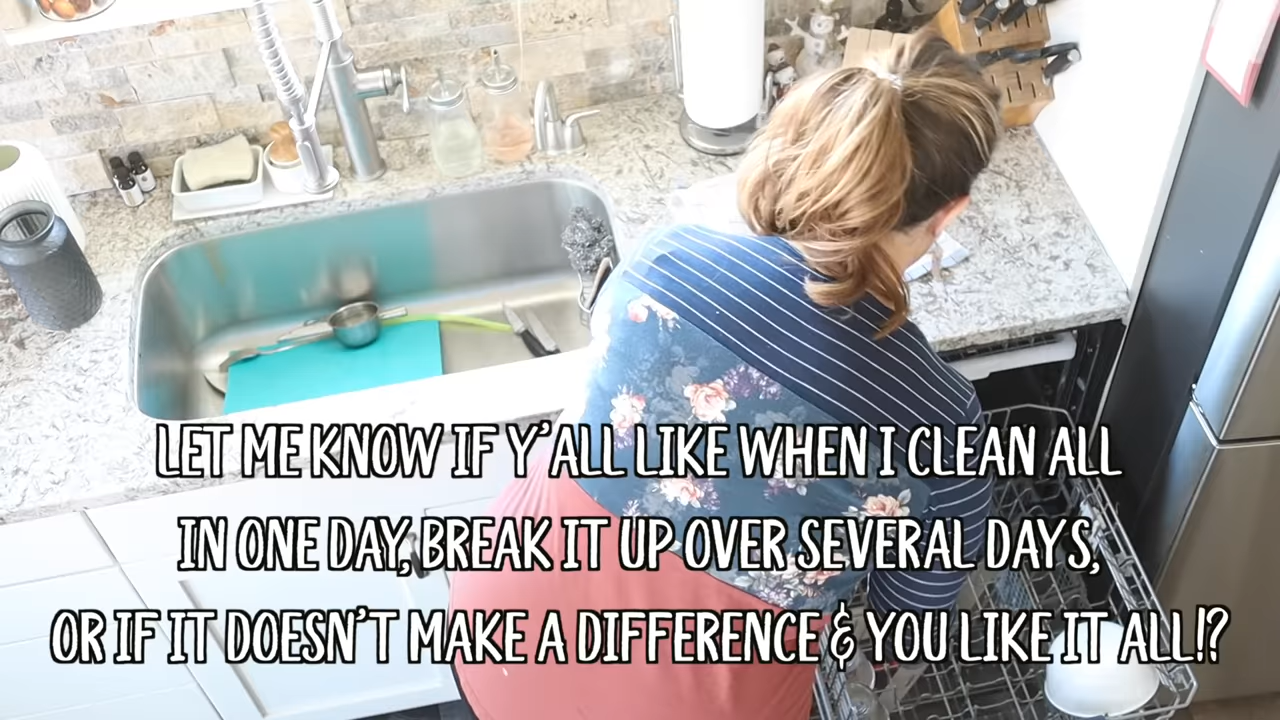 LET ME KNOW IF Y'ALL LIKE WHEN I CLEAN ALL
IN ONE DAY, BREAK IT UP OVER SEVERAL DAYS,
OR IF IT DOESN'T MAKE A DIFFERENCE & YOU LIKE IT ALL!?